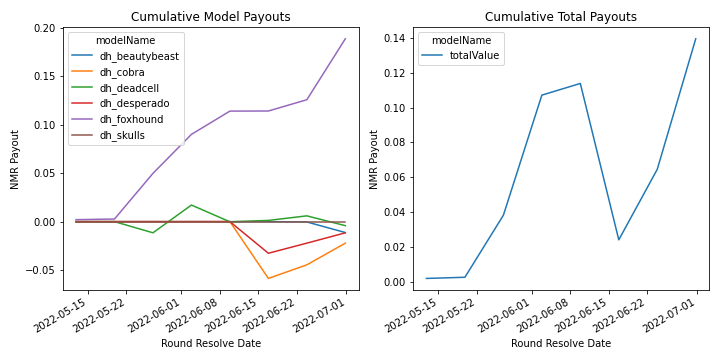 Cumulative Model Payouts
NMR Payout
0.20
0.15
0.10
0.05
0.00
−0.05
modelName
dh_beautybeast
dh_cobra
dh_deadcell
dh_desperado
dh_foxhound
dh_skulls
2022-05-15
2022-05-22
2022-06-01
2022-06-08
2022-06-15
2022-06-22
2022-07-01
Round Resolve Date
Cumulative Total Payouts
NMR Payout
0.14
0.12
0.10
0.08
0.06
0.04
0.02
0.00
modelName
totalValue
2022-05-15
2022-05-22
2022-06-01
2022-06-08
2022-06-15
2022-06-22
2022-07-01
Round Resolve Date